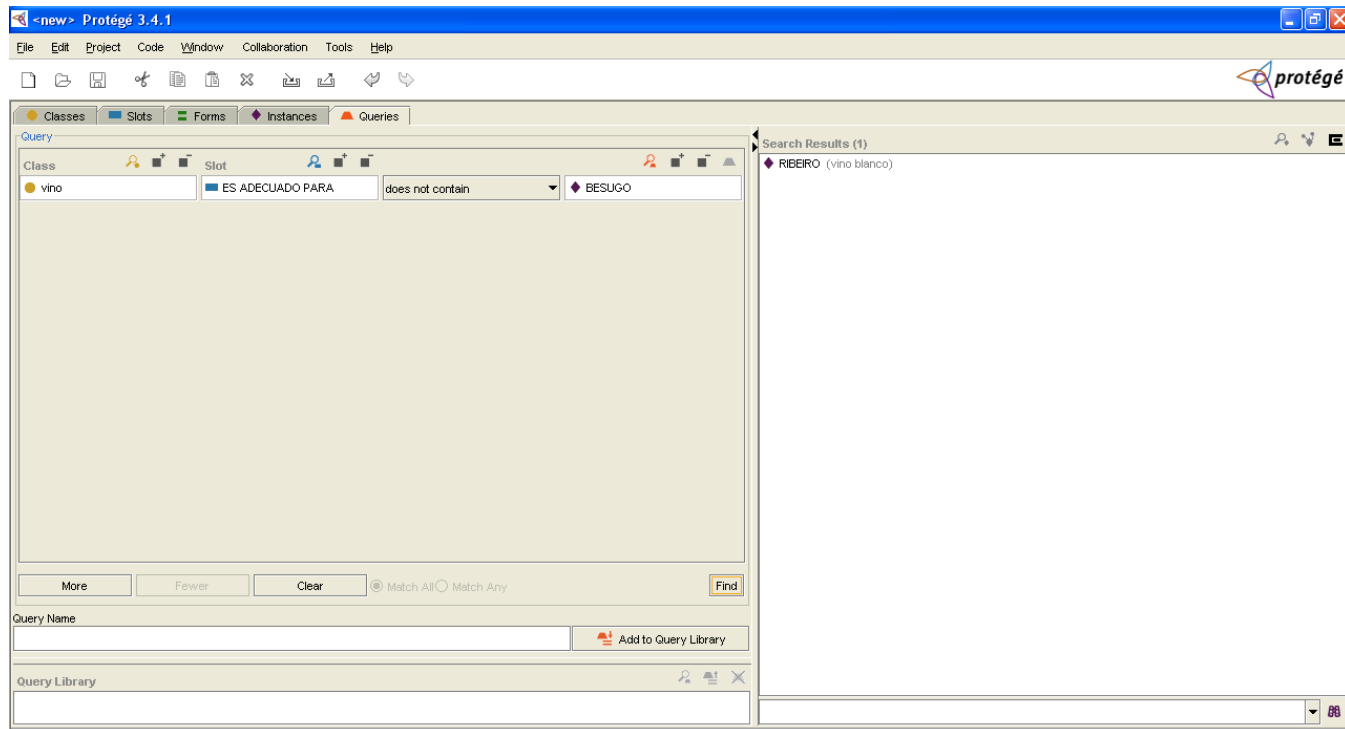 <new> Protégé 3.4.1
File Edit Project Code Window Collaboration Tools Help
protégé
Classes Slots Forms Instances Queries
Query
Class Slot
vino ES ADECUADO PARA does not contain BESUGO
More Fewer Clear Match All Match Any Find
Query Name
Add to Query Library
Query Library
Search Results (1)
RIBEIRO (vino blanco)